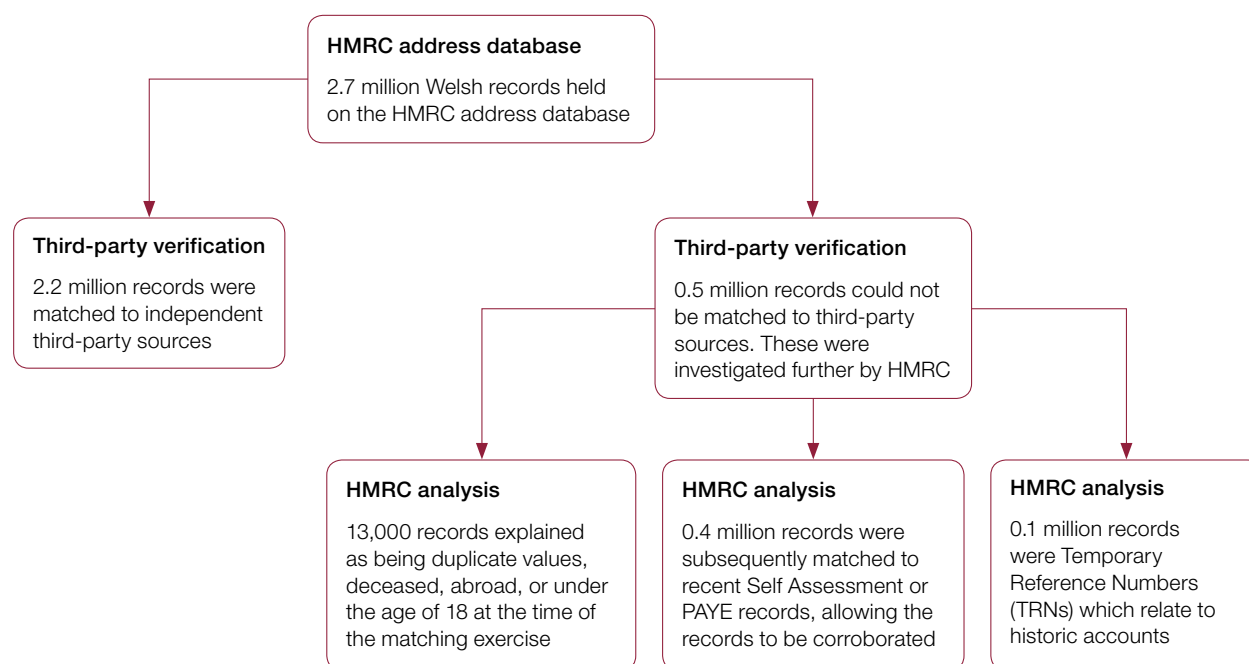 HMRC address database
2.7 million Welsh records held
on the HMRC address database
Third-party verification
2.2 million records were
matched to independent
third-party sources
Third-party verification
0.5 million records could not
be matched to third-party
sources. These were
investigated further by HMRC
HMRC analysis
13,000 records explained
as being duplicate values,
deceased, abroad, or under
the age of 18 at the time of
the matching exercise
HMRC analysis
0.4 million records were
subsequently matched to
recent Self Assessment or
PAYE records, allowing the
records to be corroborated
HMRC analysis
0.1 million records
were Temporary
Reference Numbers
(TRNs) which relate to
historic accounts